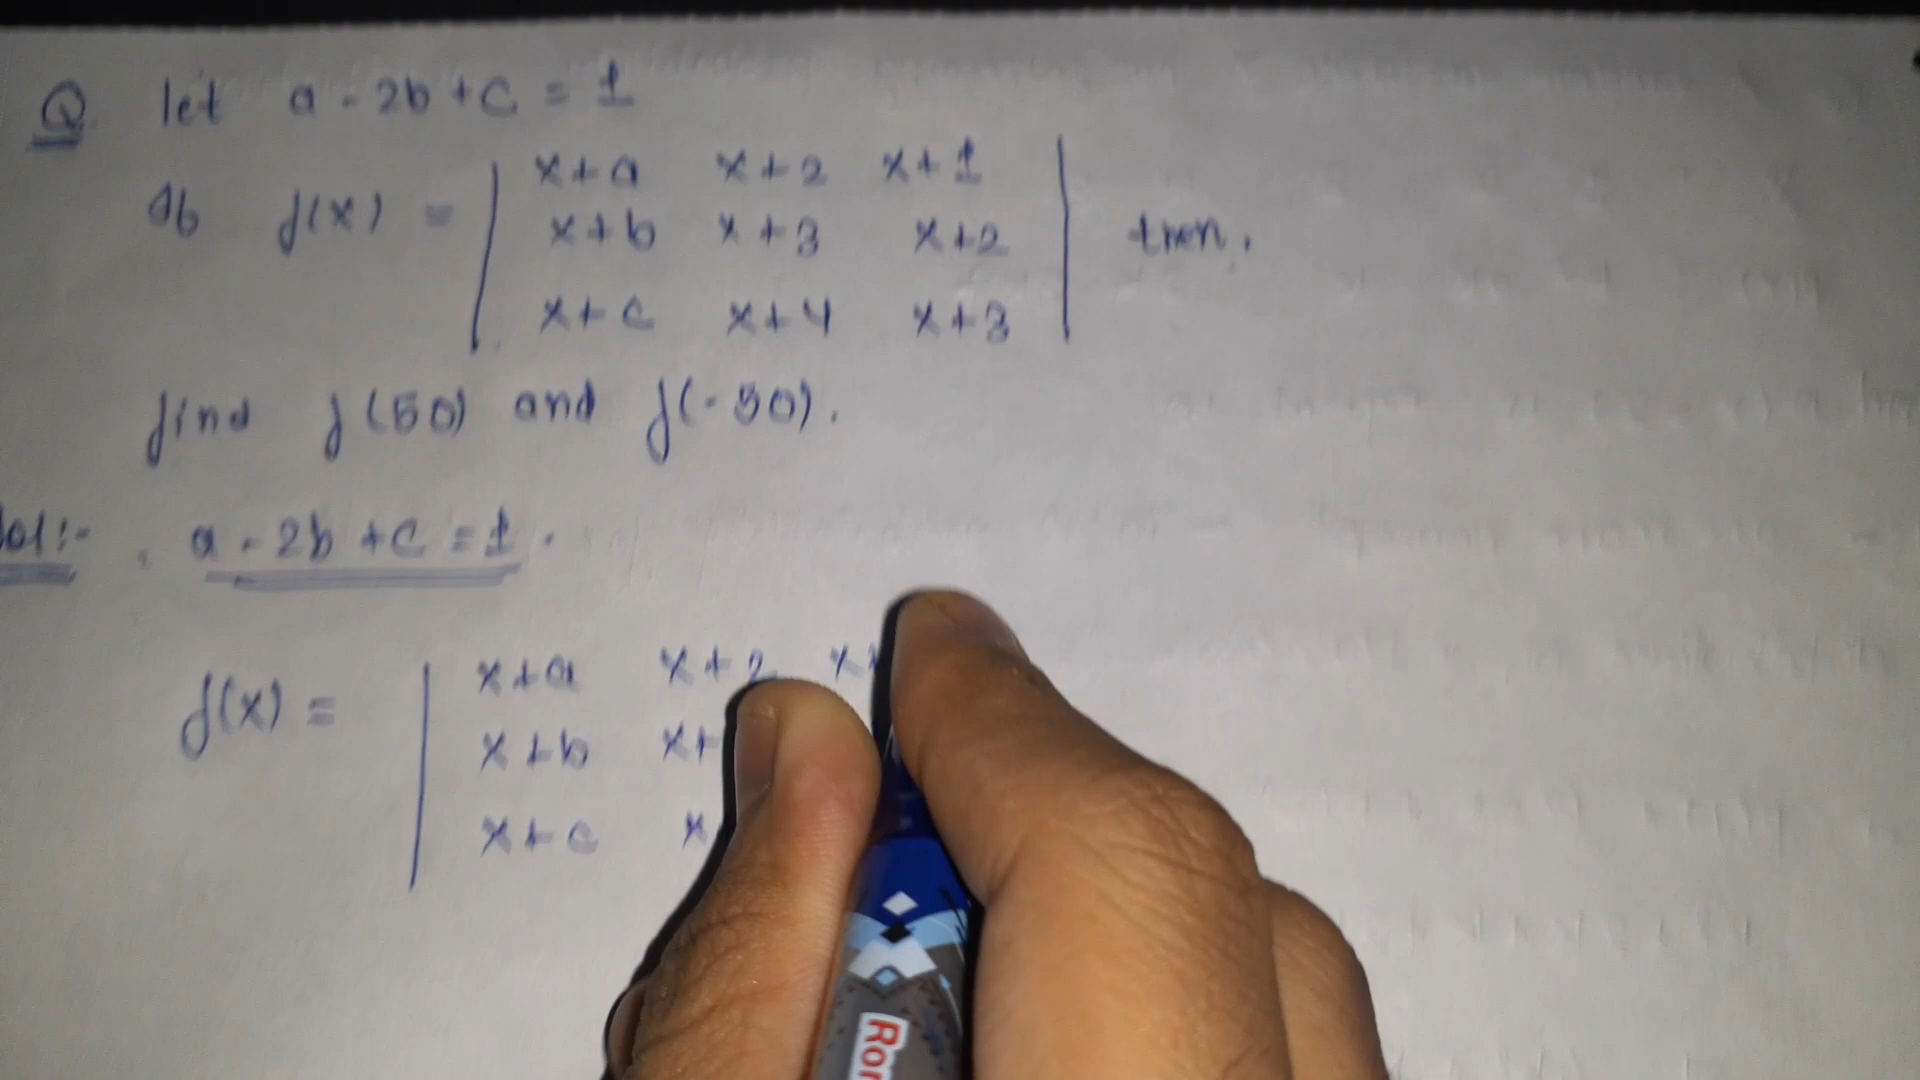 Q. let a - 2b + c = 1
If f(x) = | x+a x+2 x+1 |
| x+b x+3 x+2 | then,
| x+c x+4 x+3 |
find f(50) and f(-50).
Sol:- a - 2b + c = 1.
f(x) = | x+a x+2 x+
| x+b x+
| x+c x